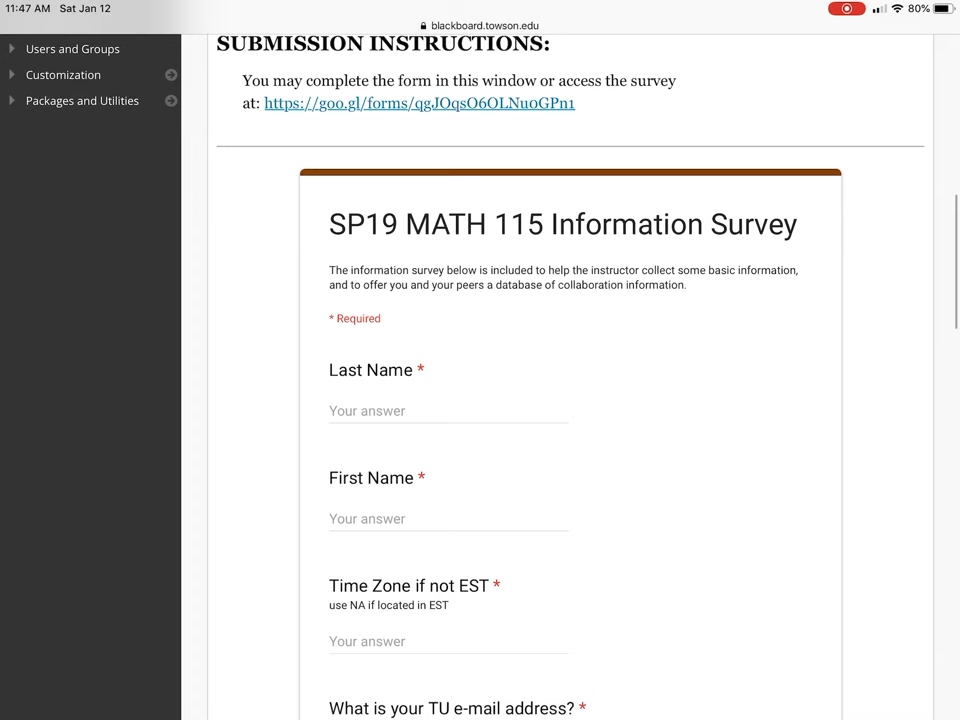 11:47 AM Sat Jan 12
80%
blackboard.towson.edu
Users and Groups
Customization
Packages and Utilities
SUBMISSION INSTRUCTIONS:
You may complete the form in this window or access the survey
at: https://goo.gl/forms/qgJOqsO6OLNu0GPn1
SP19 MATH 115 Information Survey
The information survey below is included to help the instructor collect some basic information,
and to offer you and your peers a database of collaboration information.
* Required
Last Name *
Your answer
First Name *
Your answer
Time Zone if not EST *
use NA if located in EST
Your answer
What is your TU e-mail address? *